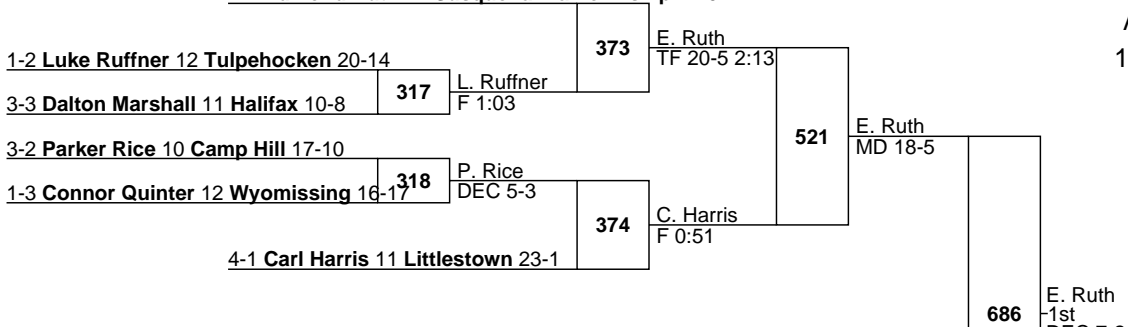 373
E. Ruth
TF 20-5 2:13
1-2 Luke Ruffner 12 Tulpehocken 20-14
317
L. Ruffner
F 1:03
3-3 Dalton Marshall 11 Halifax 10-8
521
E. Ruth
MD 18-5
3-2 Parker Rice 10 Camp Hill 17-10
318
P. Rice
DEC 5-3
1-3 Connor Quinter 12 Wyomissing 16-17
374
C. Harris
F 0:51
4-1 Carl Harris 11 Littlestown 23-1
686
E. Ruth
1st